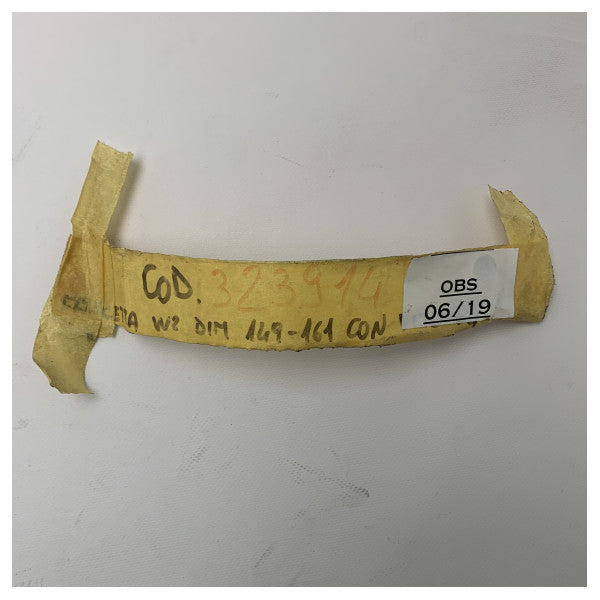 COD. 323914
W2 DIM 149-161 CON
OBS
06/19